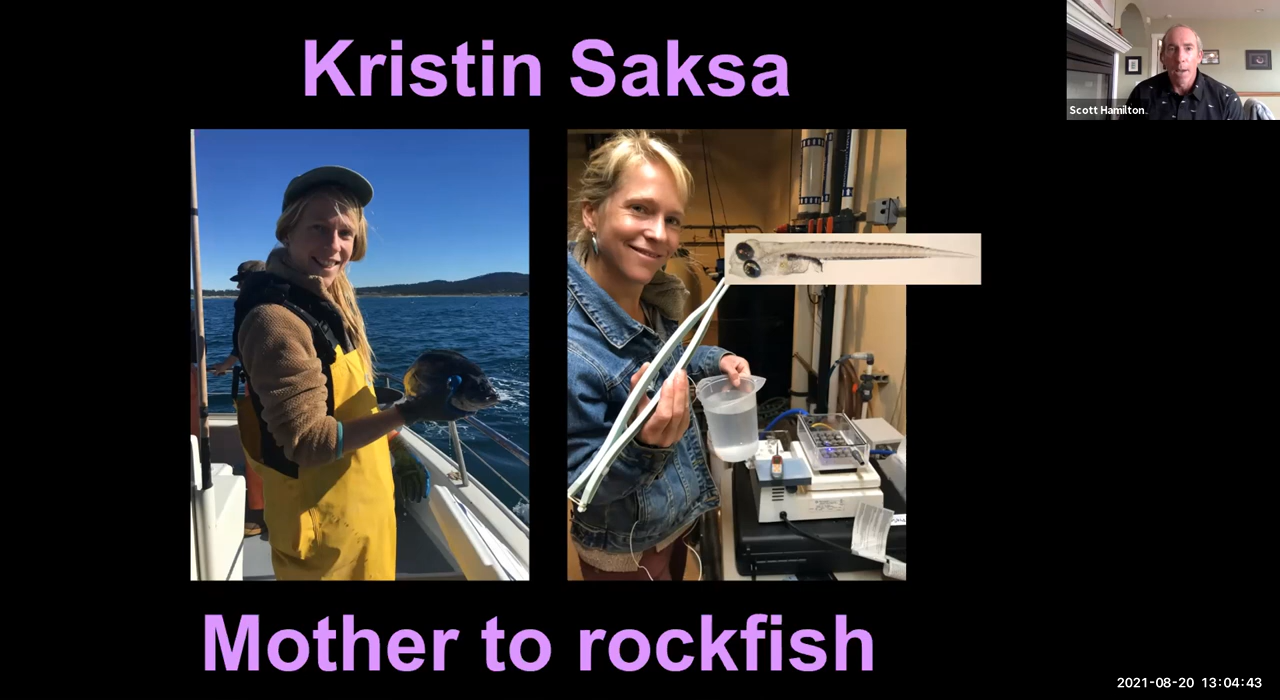 Kristin Saksa
Scott Hamilton
Mother to rockfish
2021-08-20 13:04:43